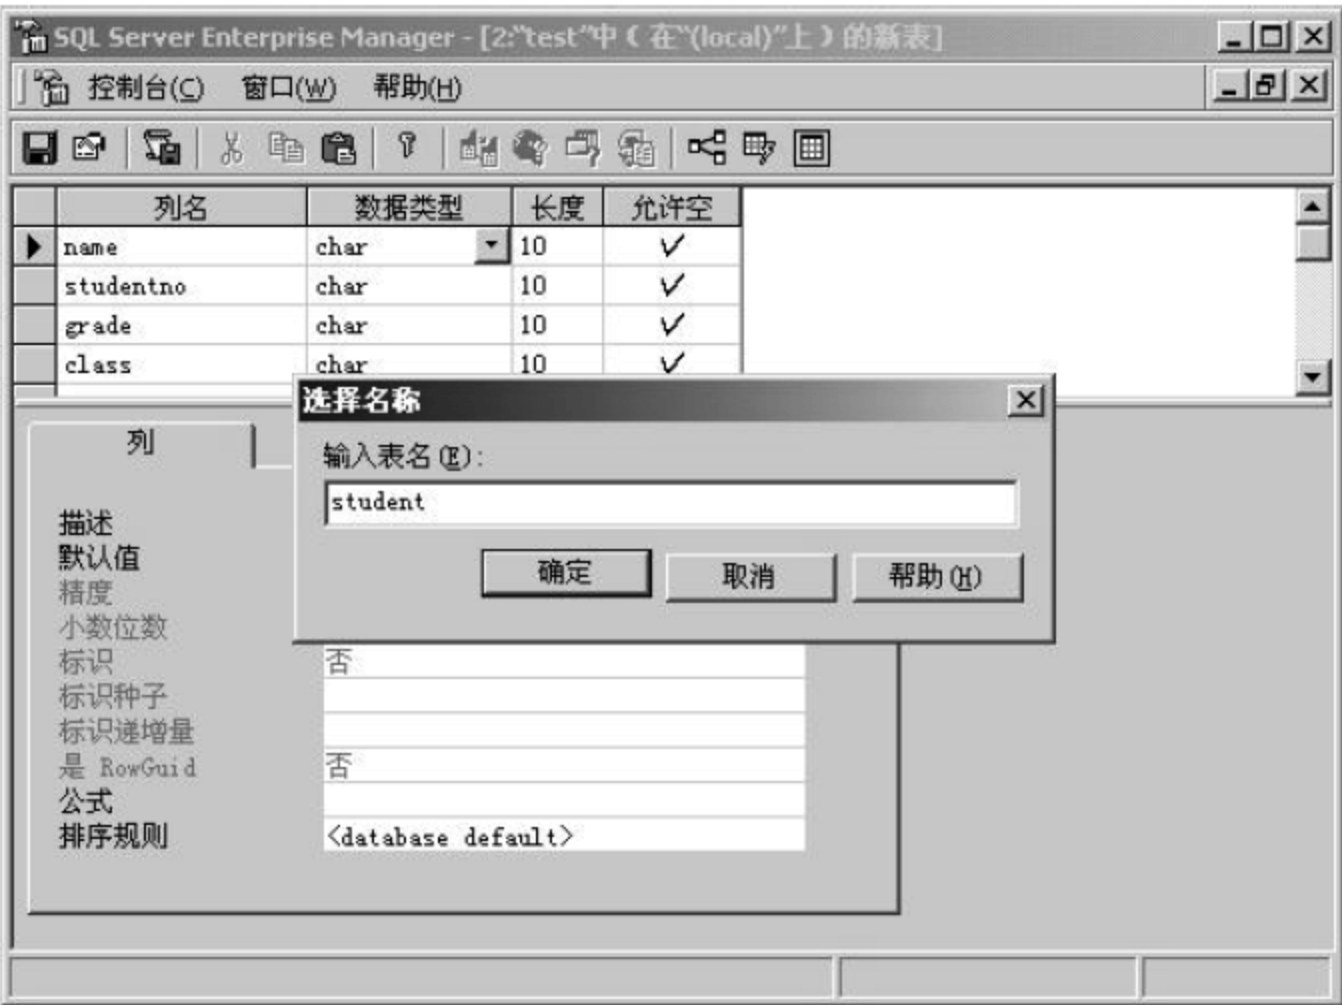 SQL Server Enterprise Manager - [2:"test"中（在"(local)"上）的新表]
控制台(C) 窗口(W) 帮助(H)
列名 数据类型 长度 允许空
name char 10
studentno char 10
grade char 10
class char 10
选择名称
列
输入表名(E):
student
确定 取消 帮助(H)
描述
默认值
精度
小数位数
标识 否
标识种子
标识递增量
是 RowGuid 否
公式
排序规则 <database default>